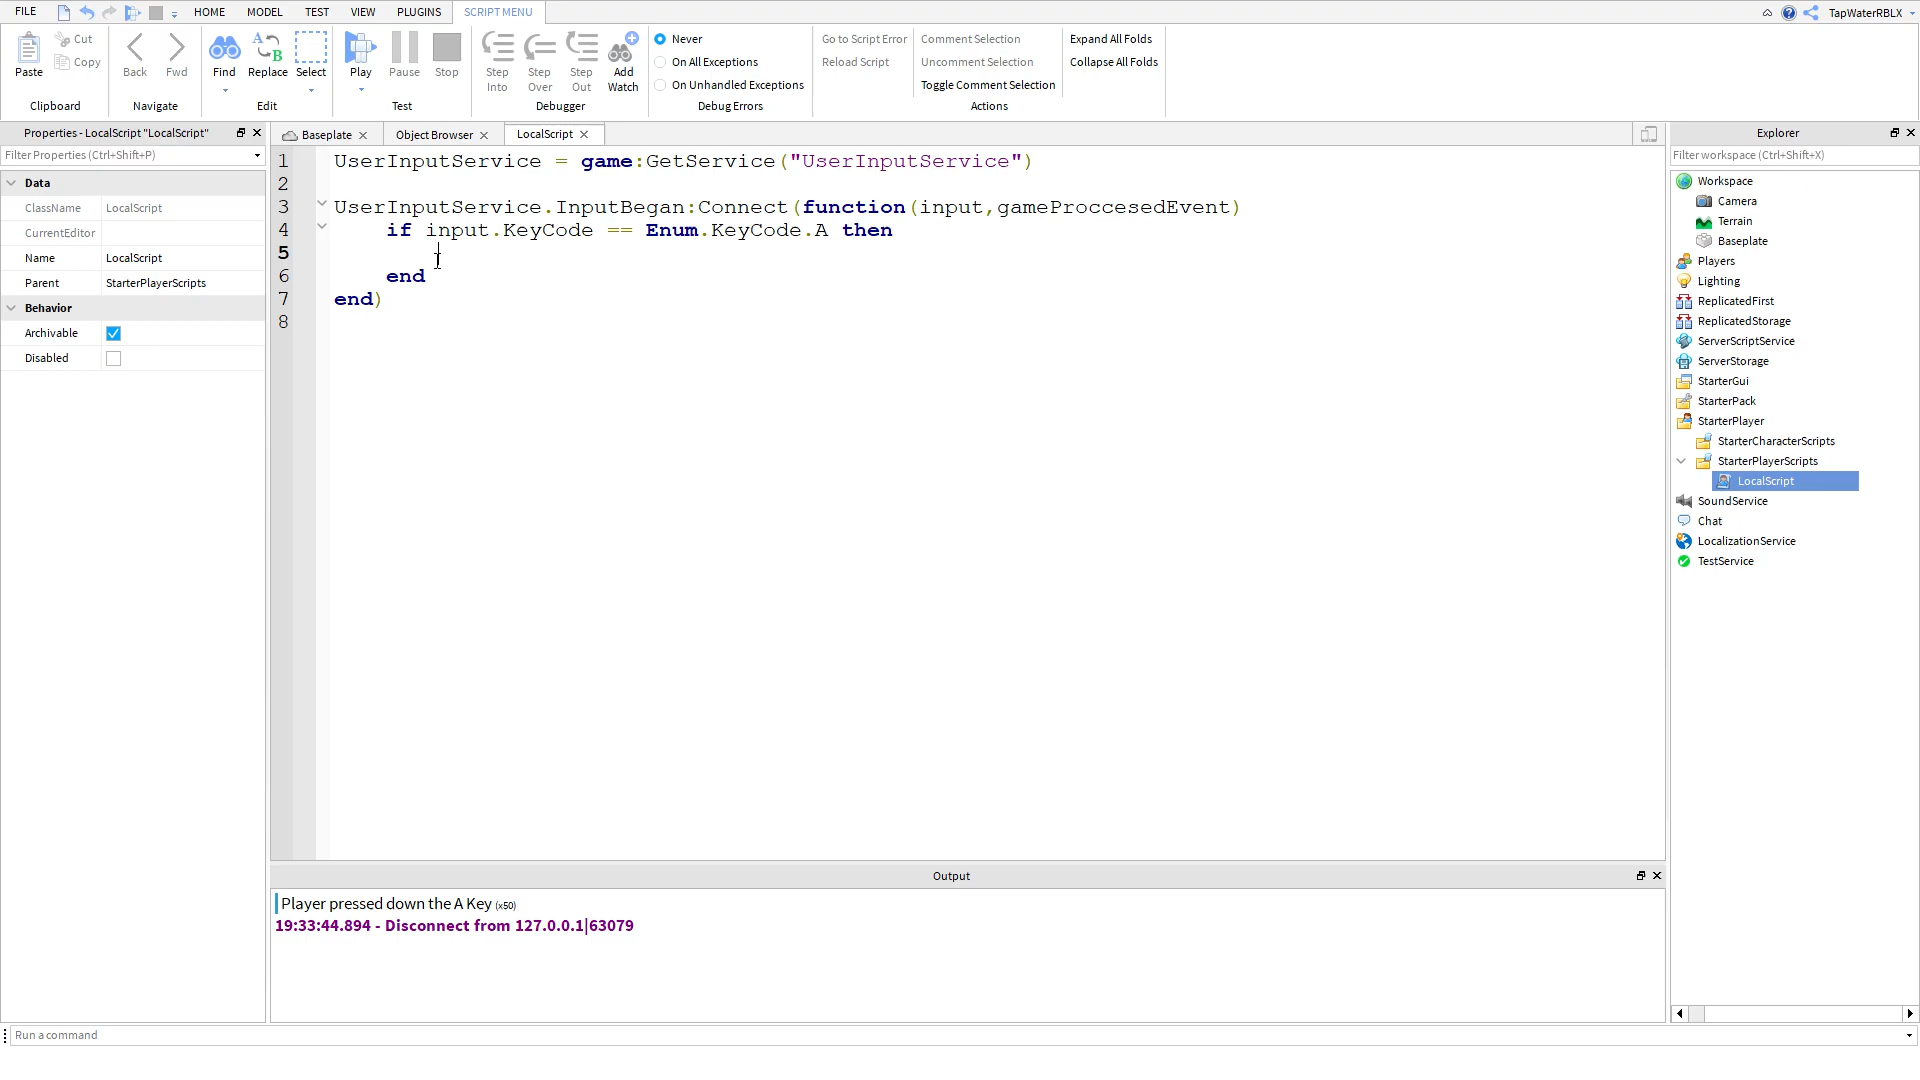 FILE HOME MODEL TEST VIEW PLUGINS SCRIPT MENU TapWaterRBLX
Paste Cut Copy
Clipboard
Back Fwd
Navigate
Find Replace Select
Edit
Play Pause Stop
Test
Step Into Step Over Step Out Add Watch
Debugger
Never
On All Exceptions
On Unhandled Exceptions
Debug Errors
Go to Script Error
Reload Script
Comment Selection
Uncomment Selection
Toggle Comment Selection
Actions
Expand All Folds
Collapse All Folds
Properties - LocalScript "LocalScript"
Filter Properties (Ctrl+Shift+P)
Data
ClassName LocalScript
CurrentEditor
Name LocalScript
Parent StarterPlayerScripts
Behavior
Archivable
Disabled
Baseplate Object Browser LocalScript
1 UserInputService = game:GetService("UserInputService")
2
3 UserInputService.InputBegan:Connect(function(input,gameProccesedEvent)
4 if input.KeyCode == Enum.KeyCode.A then
5
6 end
7 end)
8
Output
Player pressed down the A Key (x50)
19:33:44.894 - Disconnect from 127.0.0.1|63079
Explorer
Filter workspace (Ctrl+Shift+X)
Workspace
Camera
Terrain
Baseplate
Players
Lighting
ReplicatedFirst
ReplicatedStorage
ServerScriptService
ServerStorage
StarterGui
StarterPack
StarterPlayer
StarterCharacterScripts
StarterPlayerScripts
LocalScript
SoundService
Chat
LocalizationService
TestService
Run a command